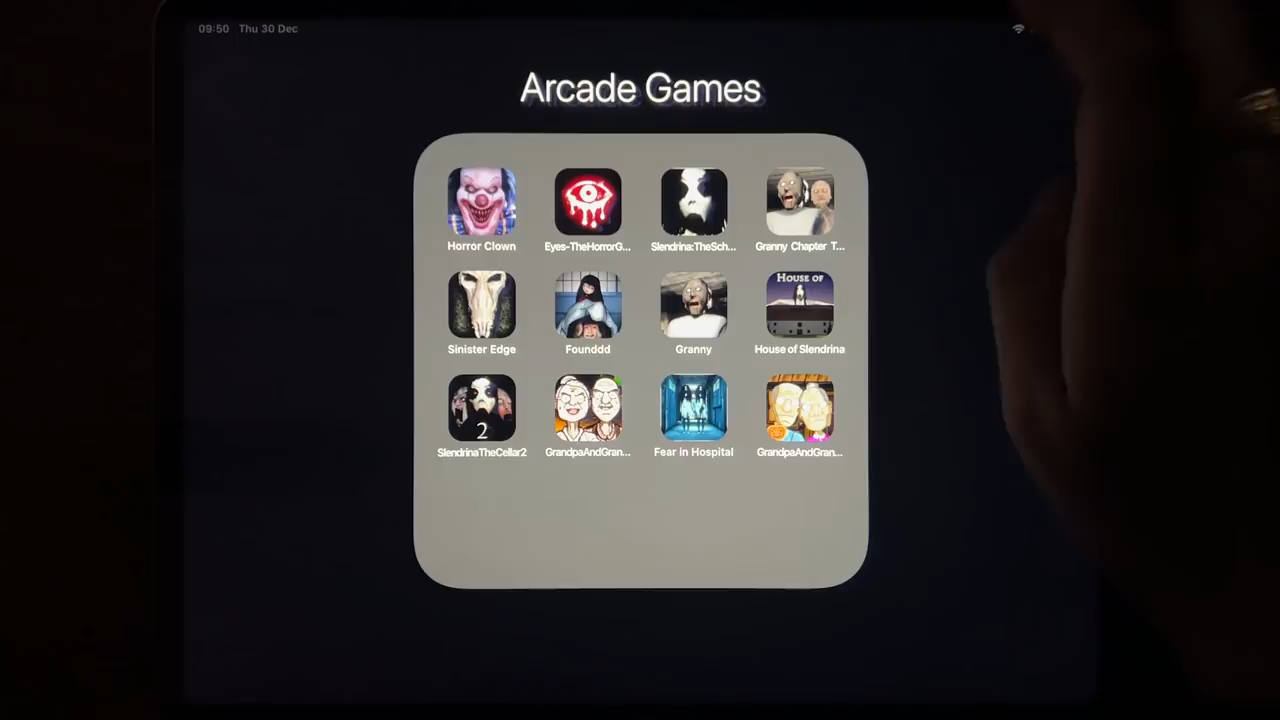 09:50 Thu 30 Dec
Arcade Games
Horror Clown
Eyes-TheHorrorG...
Slendrina:TheSch...
Granny Chapter T...
HOUSE OF
Sinister Edge
Founddd
Granny
House of Slendrina
2
SlendrinaTheCellar2
GrandpaAndGran...
Fear in Hospital
GrandpaAndGran...